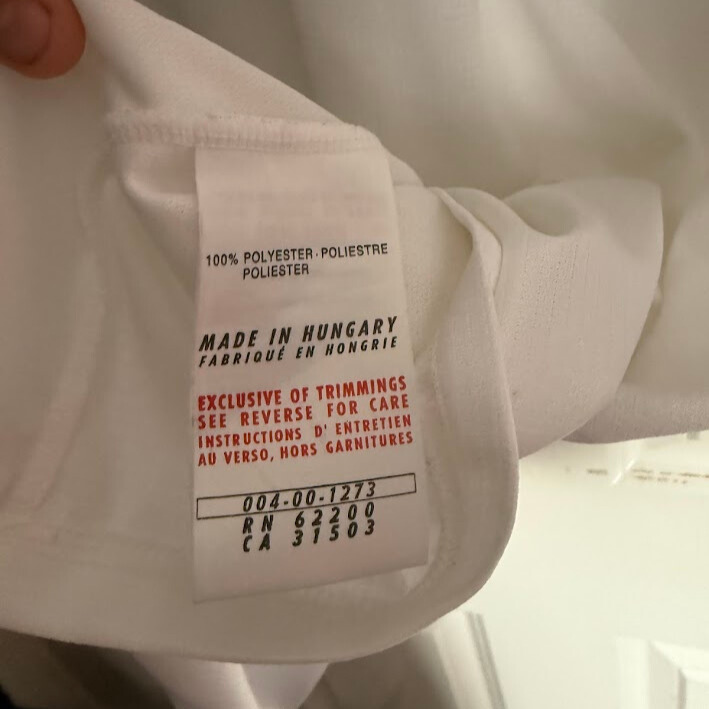 100% POLYESTER·POLIESTRE
POLIESTER
MADE IN HUNGARY
FABRIQUÉ EN HONGRIE
EXCLUSIVE OF TRIMMINGS
SEE REVERSE FOR CARE
INSTRUCTIONS D'ENTRETIEN
AU VERSO, HORS GARNITURES
004-00-1273
RN 62200
CA 31503